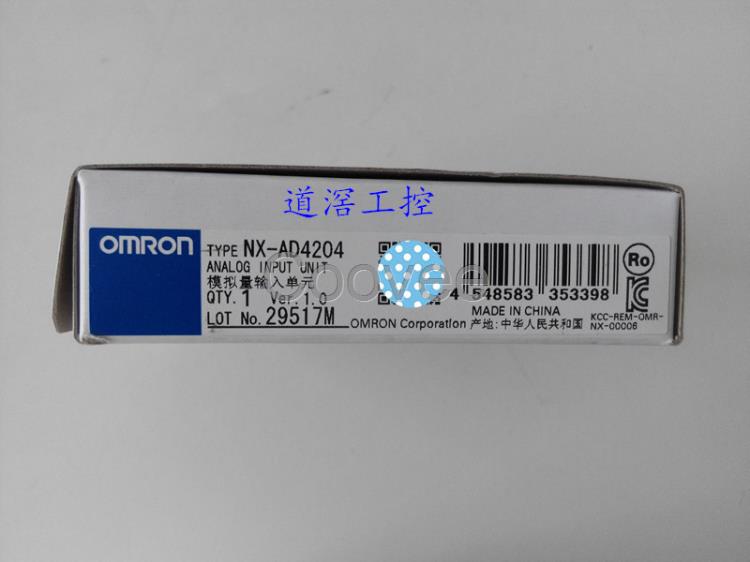 道滘工控
OMRON
TYPE NX-AD4204
ANALOG INPUT UNIT
模拟量输入单元
QTY. 1 Ver. 1.0
LOT No. 29517M
Coovee
OMRON Corporation
4 548583 353398
MADE IN CHINA
产地:中华人民共和国
Ro
KCC-REM-OMR-
NX-00006